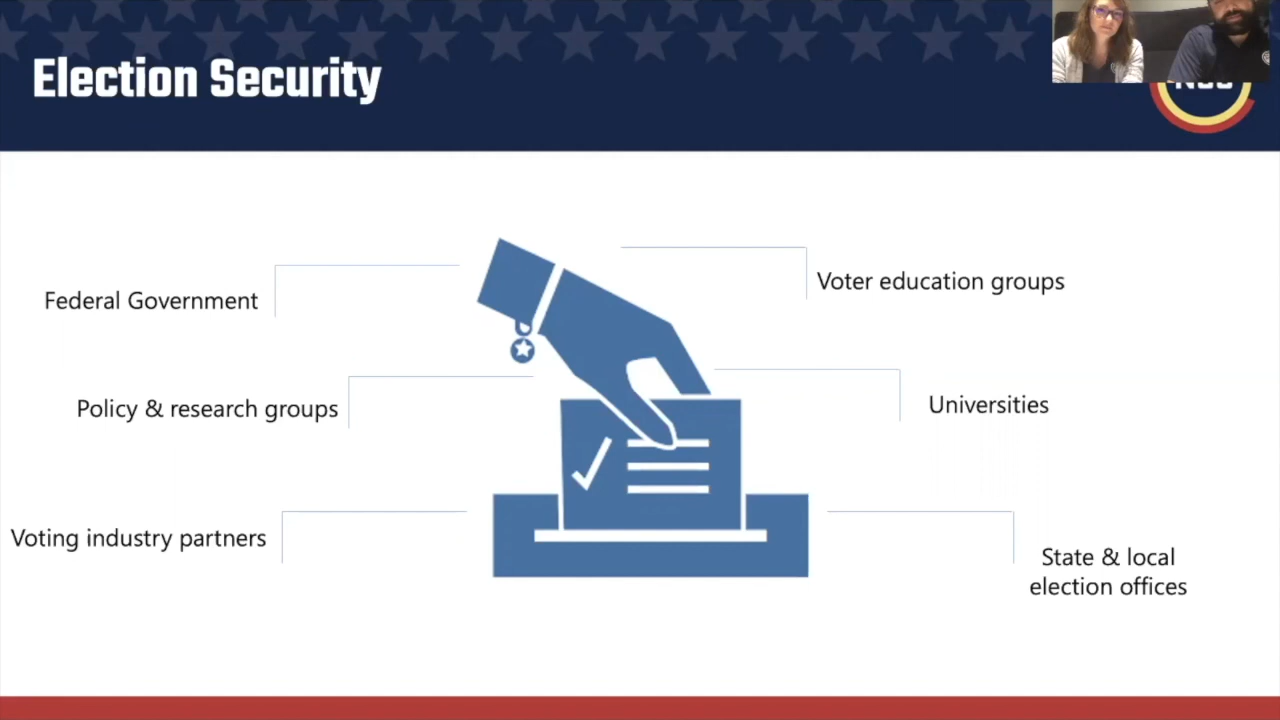 Election Security
Federal Government
Voter education groups
Policy & research groups
Universities
Voting industry partners
State & local
election offices